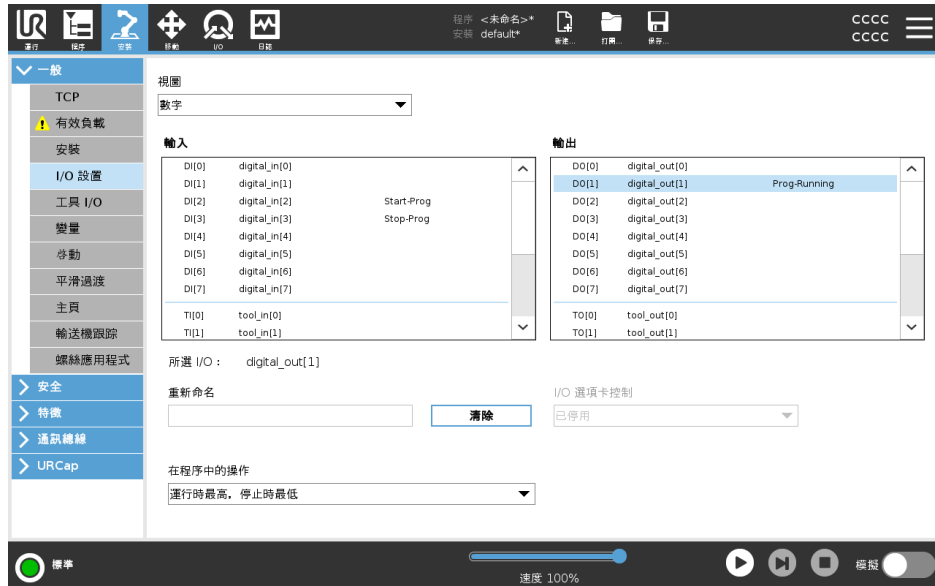 程序 <未命名>*
安裝 default*
cccc
cccc
運行
程序
安裝
移動
I/O
日誌
新建...
打開...
保存...
一般
TCP
有效負載
安裝
I/O 設置
工具 I/O
變量
啓動
平滑過渡
主頁
輸送機跟踪
螺絲應用程式
安全
特徵
通訊總線
URCap
視圖
數字
輸入
DI[0] digital_in[0]
DI[1] digital_in[1]
DI[2] digital_in[2] Start-Prog
DI[3] digital_in[3] Stop-Prog
DI[4] digital_in[4]
DI[5] digital_in[5]
DI[6] digital_in[6]
DI[7] digital_in[7]
TI[0] tool_in[0]
TI[1] tool_in[1]
輸出
DO[0] digital_out[0]
DO[1] digital_out[1] Prog-Running
DO[2] digital_out[2]
DO[3] digital_out[3]
DO[4] digital_out[4]
DO[5] digital_out[5]
DO[6] digital_out[6]
DO[7] digital_out[7]
TO[0] tool_out[0]
TO[1] tool_out[1]
所選 I/O： digital_out[1]
重新命名
清除
I/O 選項卡控制
已停用
在程序中的操作
運行時最高，停止時最低
標準
速度 100%
模擬